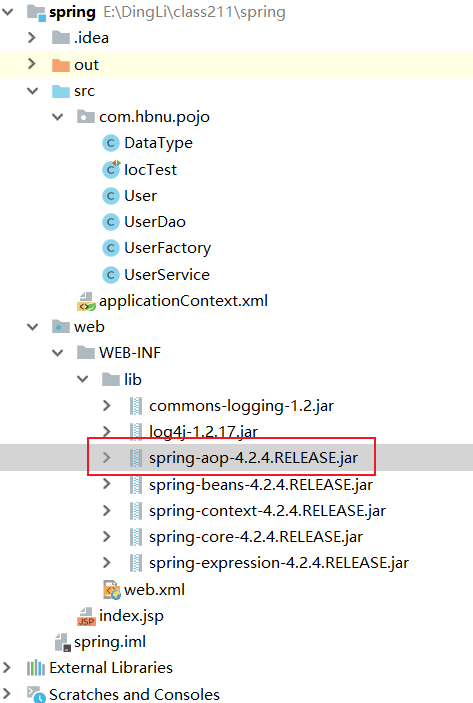 spring E:\DingLi\class211\spring
.idea
out
src
com.hbnu.pojo
DataType
IocTest
User
UserDao
UserFactory
UserService
applicationContext.xml
web
WEB-INF
lib
commons-logging-1.2.jar
log4j-1.2.17.jar
spring-aop-4.2.4.RELEASE.jar
spring-beans-4.2.4.RELEASE.jar
spring-context-4.2.4.RELEASE.jar
spring-core-4.2.4.RELEASE.jar
spring-expression-4.2.4.RELEASE.jar
web.xml
index.jsp
spring.iml
External Libraries
Scratches and Consoles